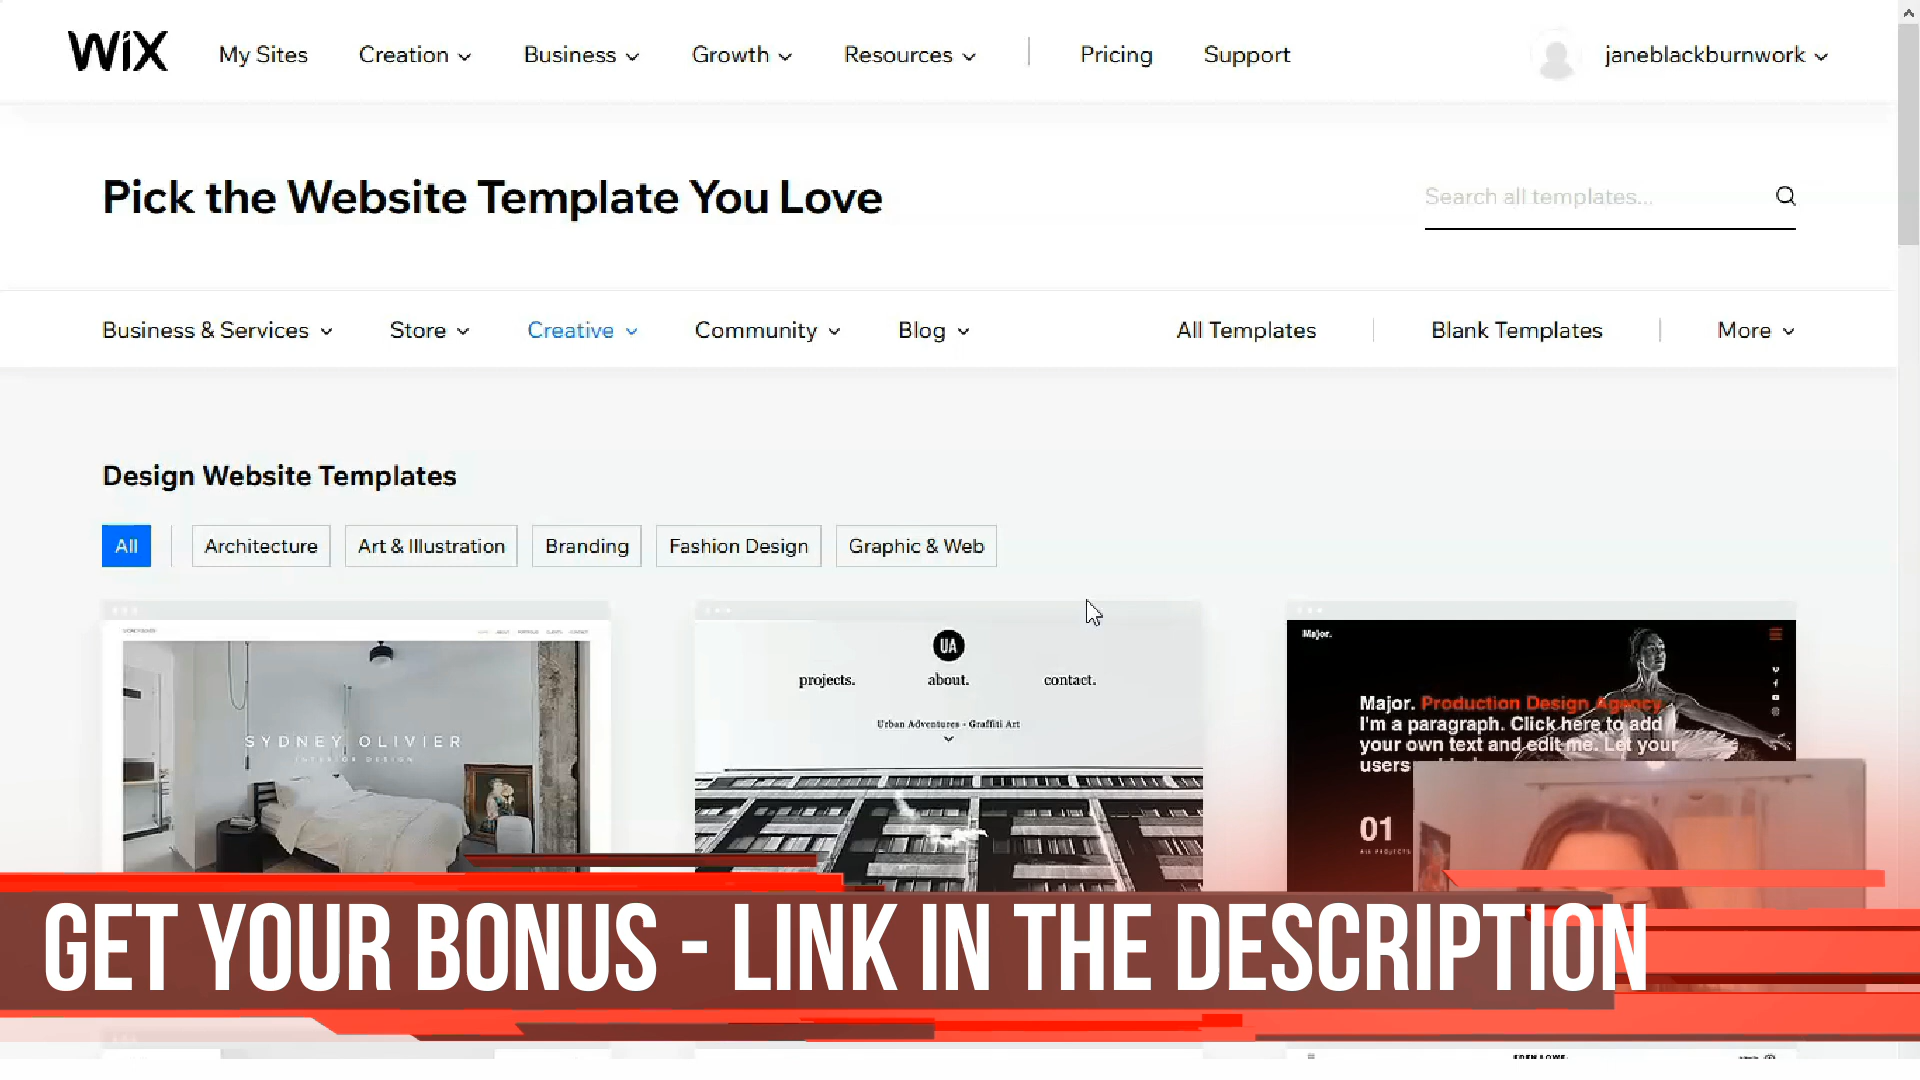 WiX My Sites Creation Business Growth Resources Pricing Support janeblackburnwork
Pick the Website Template You Love
Search all templates...
Business & Services Store Creative Community Blog All Templates Blank Templates More
Design Website Templates
All Architecture Art & Illustration Branding Fashion Design Graphic & Web
SYDNEY OLIVIER
INTERIOR DESIGN
UA
projects. about. contact.
Urban Adventures - Graffiti Art
Major.
Major. Production Design Agency
I'm a paragraph. Click here to add
your own text and edit me. Let your
users
01
ALL PROJECTS
GET YOUR BONUS - LINK IN THE DESCRIPTION